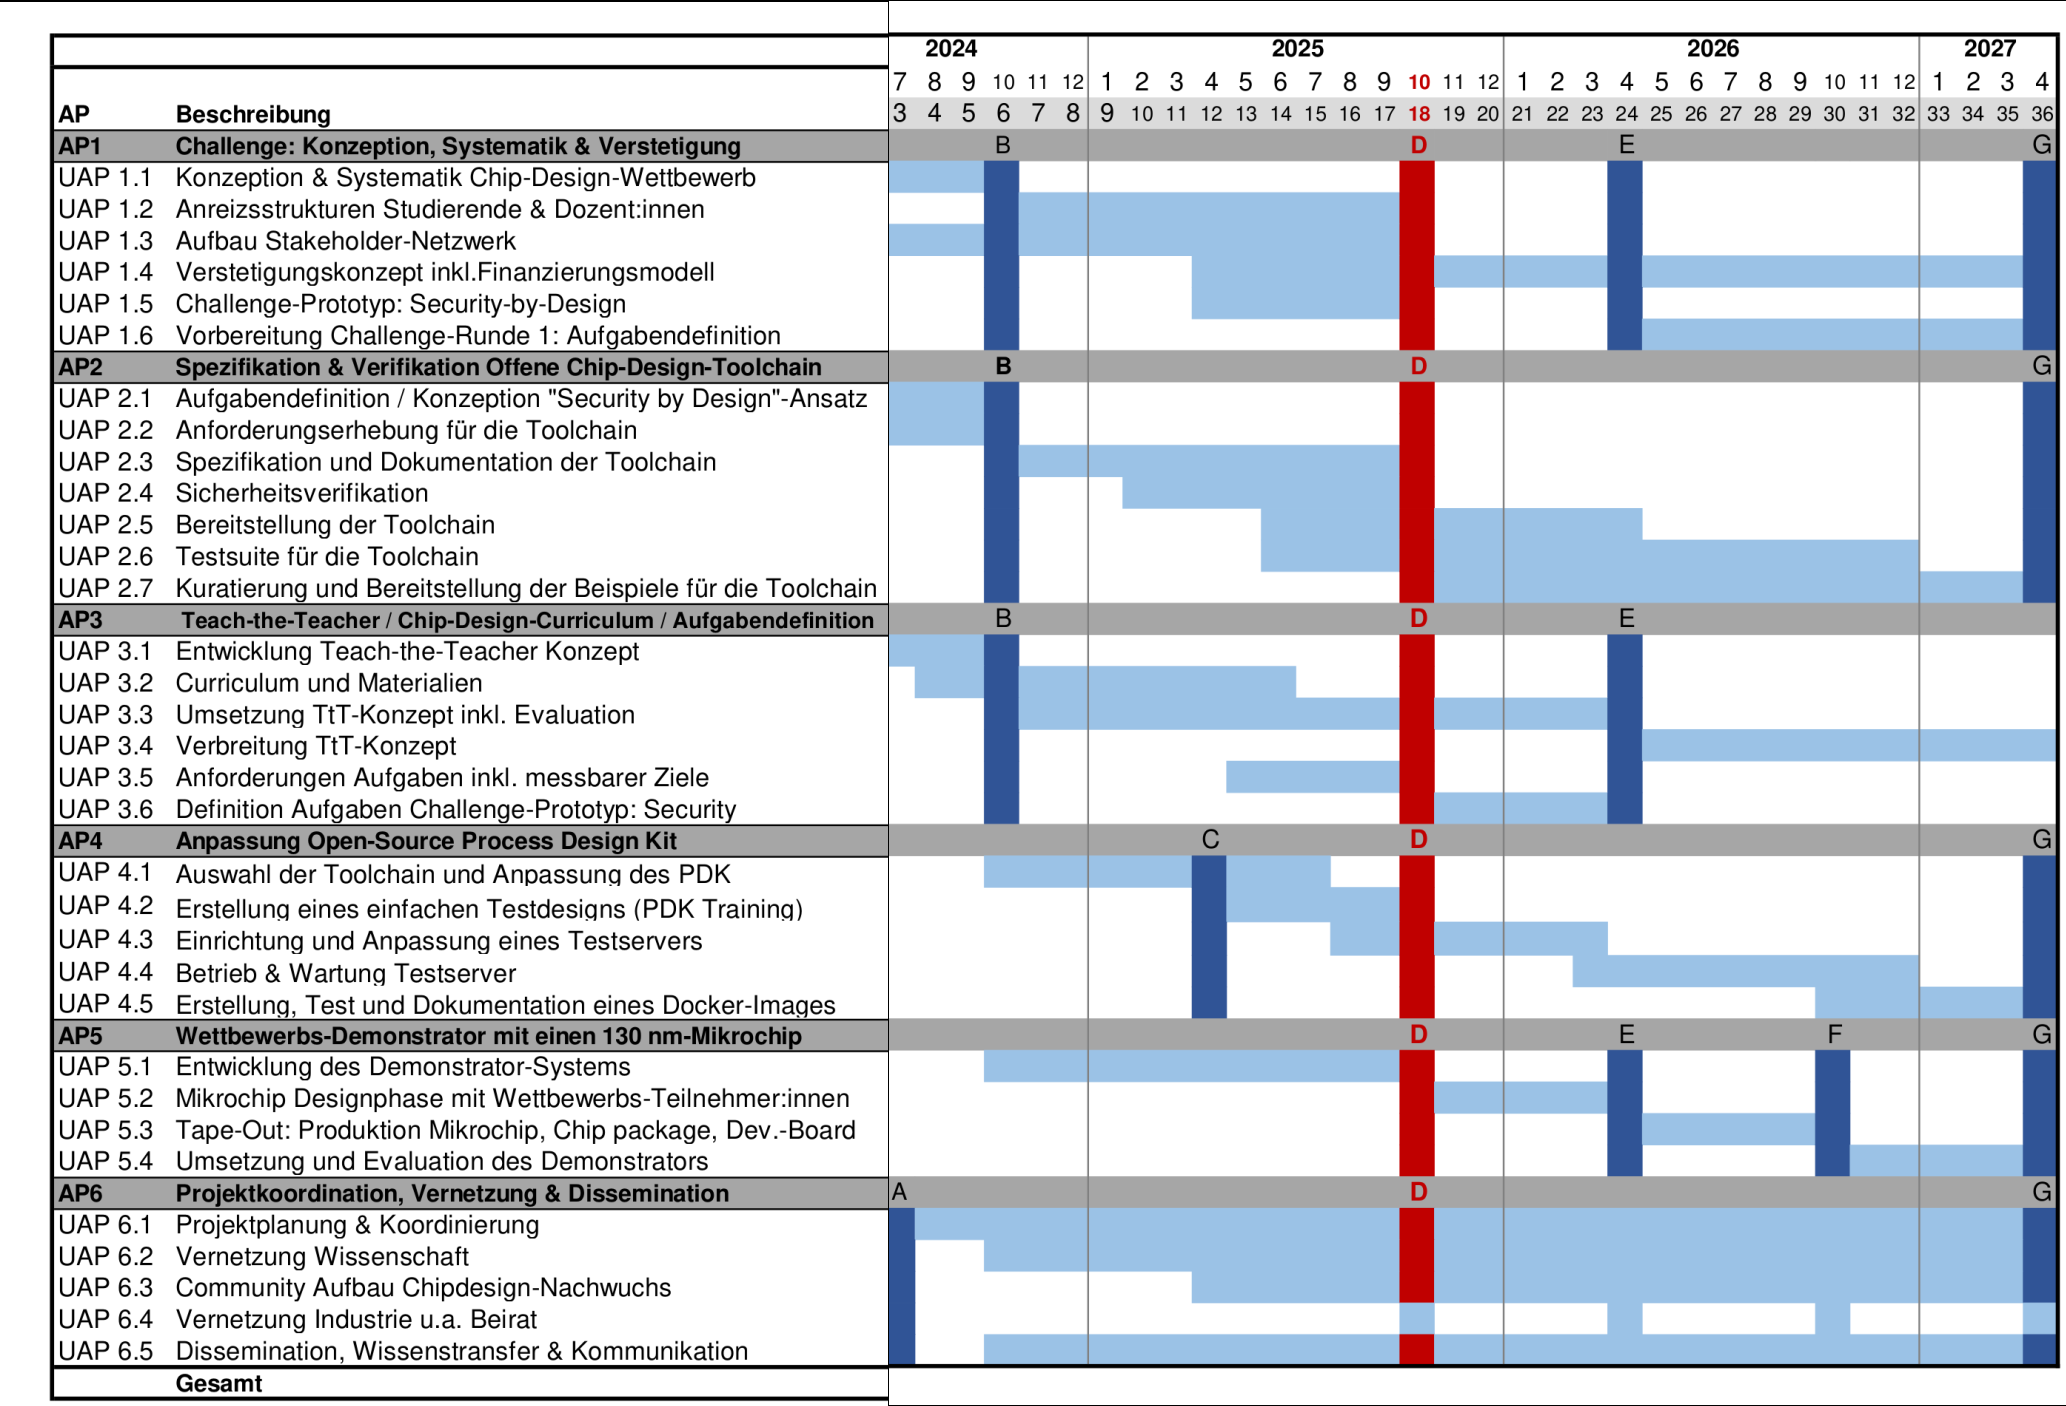 2024 2025 2026 2027
7 8 9 10 11 12 1 2 3 4 5 6 7 8 9 10 11 12 1 2 3 4 5 6 7 8 9 10 11 12 1 2 3 4
AP Beschreibung 3 4 5 6 7 8 9 10 11 12 13 14 15 16 17 18 19 20 21 22 23 24 25 26 27 28 29 30 31 32 33 34 35 36
AP1 Challenge: Konzeption, Systematik & Verstetigung B D E G
UAP 1.1 Konzeption & Systematik Chip-Design-Wettbewerb
UAP 1.2 Anreizsstrukturen Studierende & Dozent:innen
UAP 1.3 Aufbau Stakeholder-Netzwerk
UAP 1.4 Verstetigungskonzept inkl.Finanzierungsmodell
UAP 1.5 Challenge-Prototyp: Security-by-Design
UAP 1.6 Vorbereitung Challenge-Runde 1: Aufgabendefinition
AP2 Spezifikation & Verifikation Offene Chip-Design-Toolchain B D G
UAP 2.1 Aufgabendefinition / Konzeption "Security by Design"-Ansatz
UAP 2.2 Anforderungserhebung für die Toolchain
UAP 2.3 Spezifikation und Dokumentation der Toolchain
UAP 2.4 Sicherheitsverifikation
UAP 2.5 Bereitstellung der Toolchain
UAP 2.6 Testsuite für die Toolchain
UAP 2.7 Kuratierung und Bereitstellung der Beispiele für die Toolchain
AP3 Teach-the-Teacher / Chip-Design-Curriculum / Aufgabendefinition B D E
UAP 3.1 Entwicklung Teach-the-Teacher Konzept
UAP 3.2 Curriculum und Materialien
UAP 3.3 Umsetzung TtT-Konzept inkl. Evaluation
UAP 3.4 Verbreitung TtT-Konzept
UAP 3.5 Anforderungen Aufgaben inkl. messbarer Ziele
UAP 3.6 Definition Aufgaben Challenge-Prototyp: Security
AP4 Anpassung Open-Source Process Design Kit C D G
UAP 4.1 Auswahl der Toolchain und Anpassung des PDK
UAP 4.2 Erstellung eines einfachen Testdesigns (PDK Training)
UAP 4.3 Einrichtung und Anpassung eines Testservers
UAP 4.4 Betrieb & Wartung Testserver
UAP 4.5 Erstellung, Test und Dokumentation eines Docker-Images
AP5 Wettbewerbs-Demonstrator mit einen 130 nm-Mikrochip D E F G
UAP 5.1 Entwicklung des Demonstrator-Systems
UAP 5.2 Mikrochip Designphase mit Wettbewerbs-Teilnehmer:innen
UAP 5.3 Tape-Out: Produktion Mikrochip, Chip package, Dev.-Board
UAP 5.4 Umsetzung und Evaluation des Demonstrators
AP6 Projektkoordination, Vernetzung & Dissemination A D G
UAP 6.1 Projektplanung & Koordinierung
UAP 6.2 Vernetzung Wissenschaft
UAP 6.3 Community Aufbau Chipdesign-Nachwuchs
UAP 6.4 Vernetzung Industrie u.a. Beirat
UAP 6.5 Dissemination, Wissenstransfer & Kommunikation
Gesamt